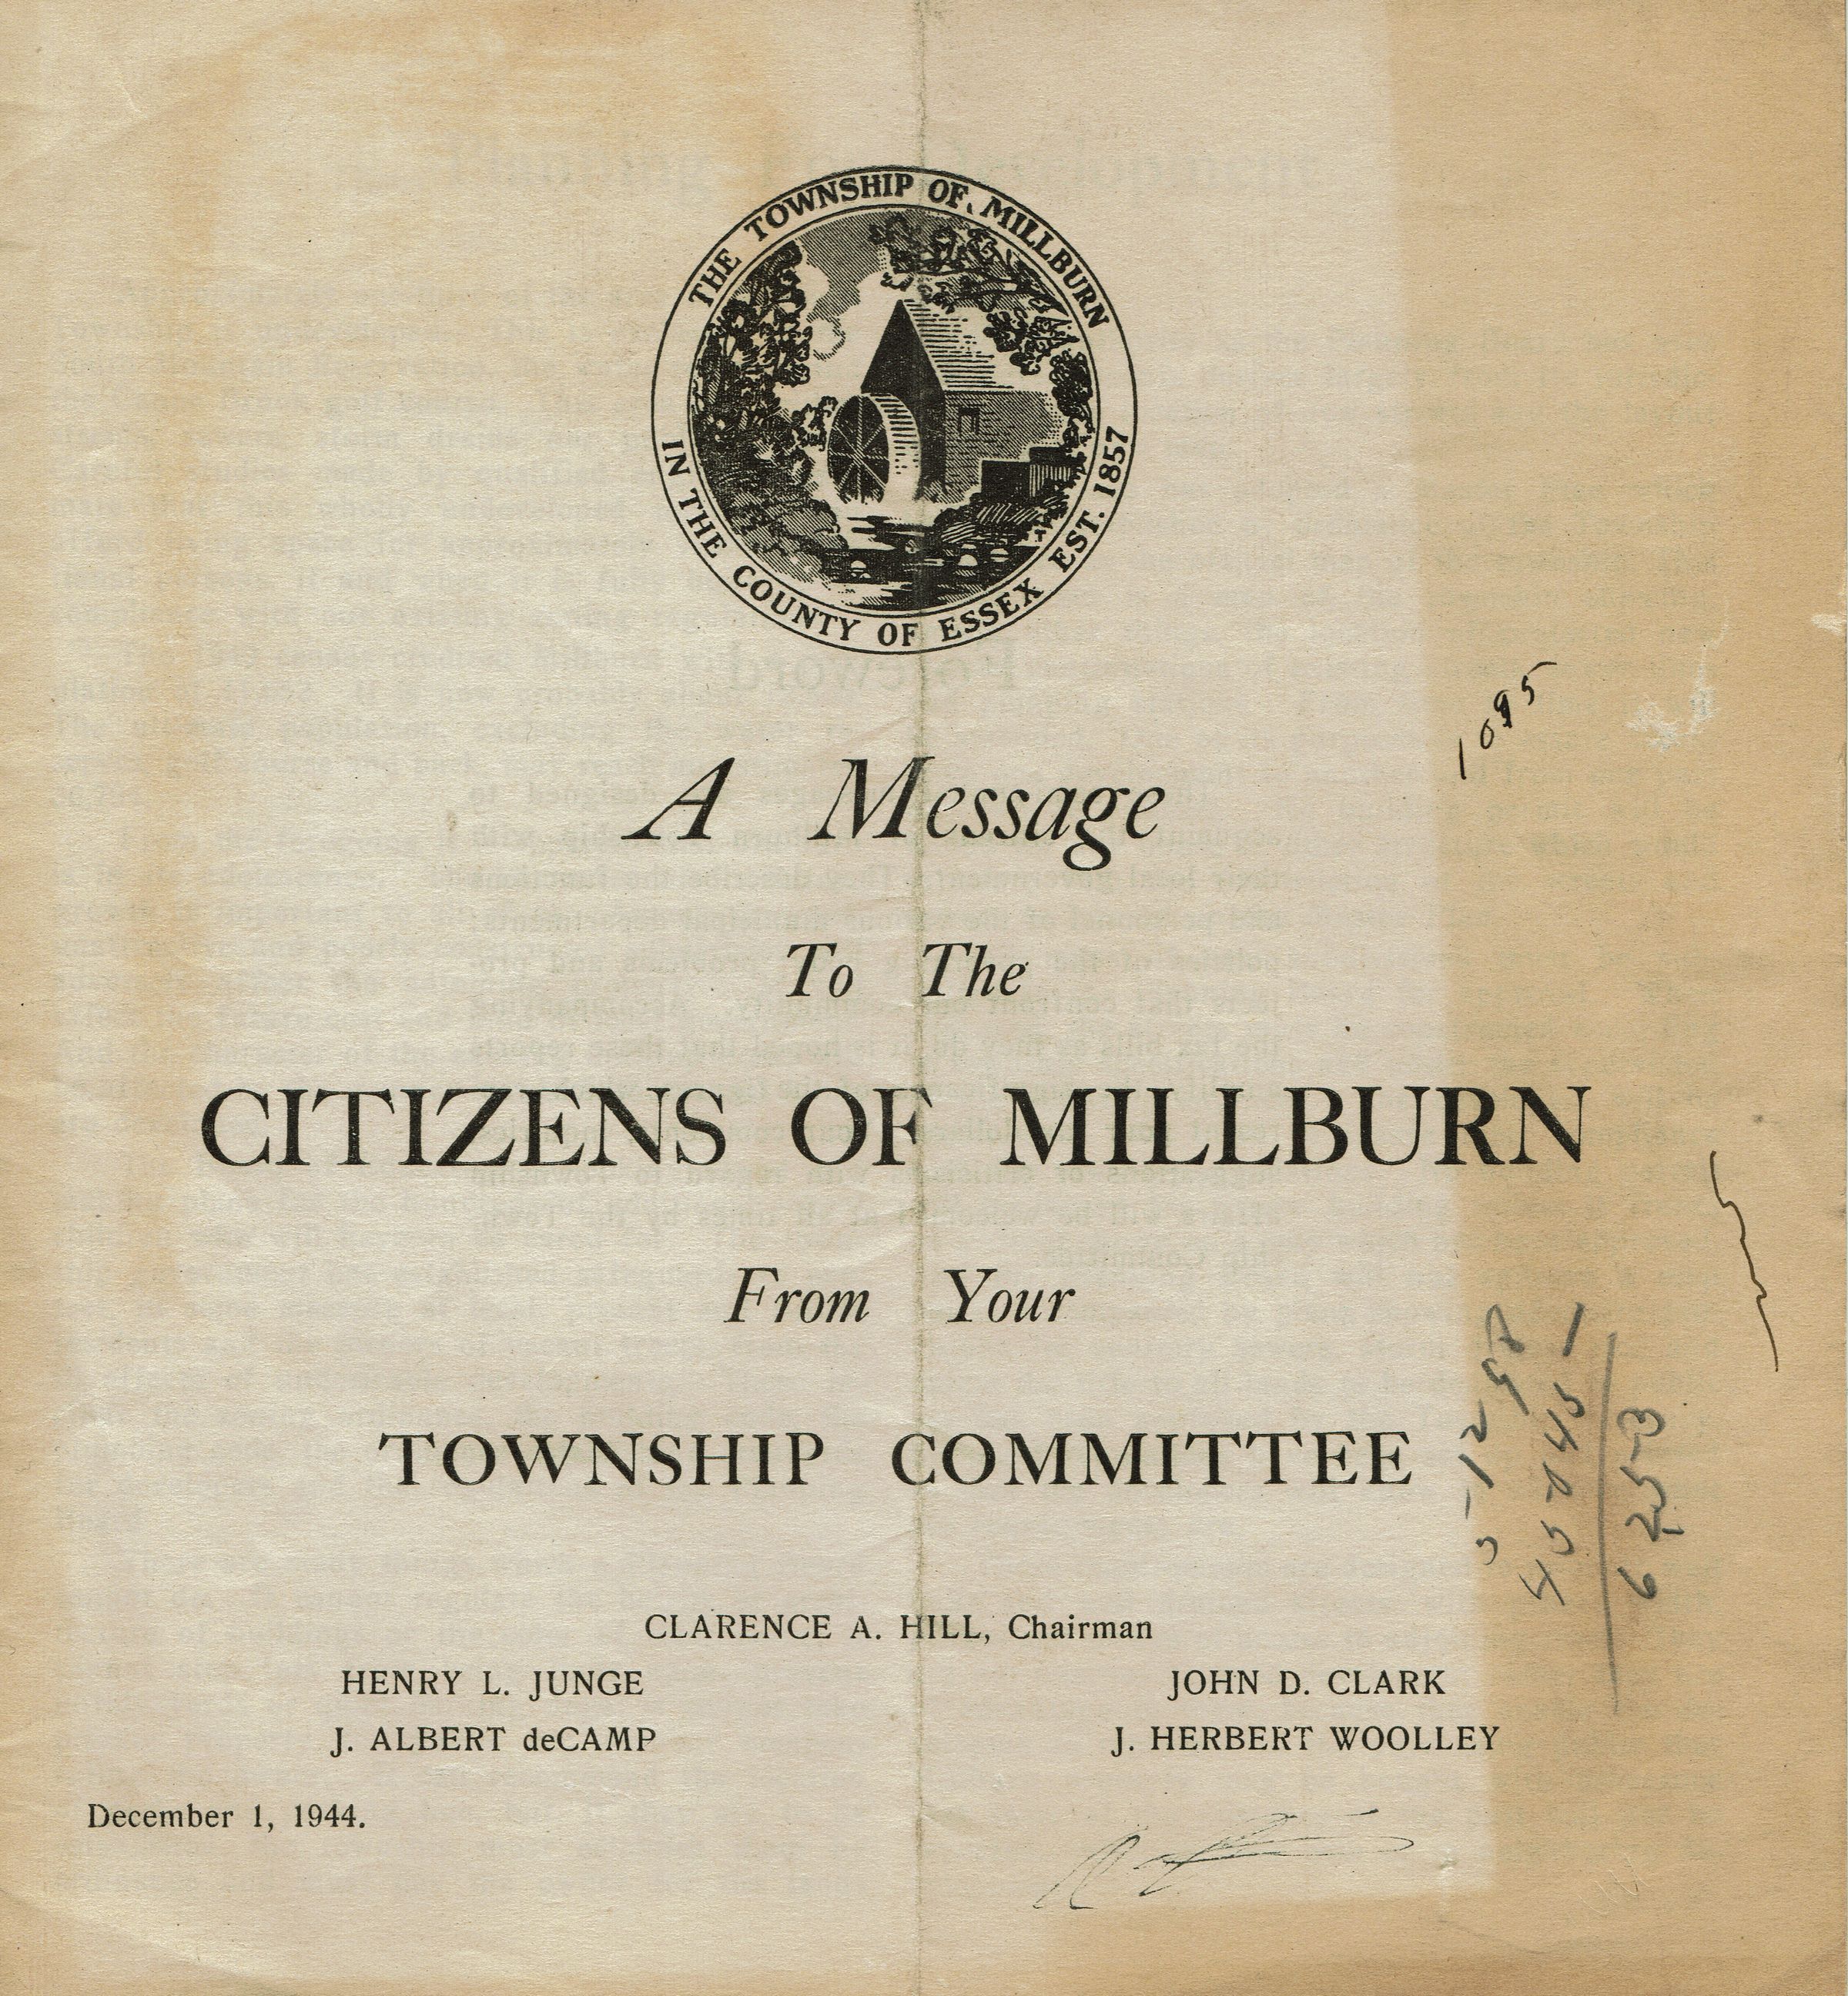 THE TOWNSHIP OF MILLBURN
IN THE COUNTY OF ESSEX EST. 1857
A Message
To The
CITIZENS OF MILLBURN
From Your
TOWNSHIP COMMITTEE
CLARENCE A. HILL, Chairman
HENRY L. JUNGE
JOHN D. CLARK
J. ALBERT deCAMP
J. HERBERT WOOLLEY
December 1, 1944.
1095